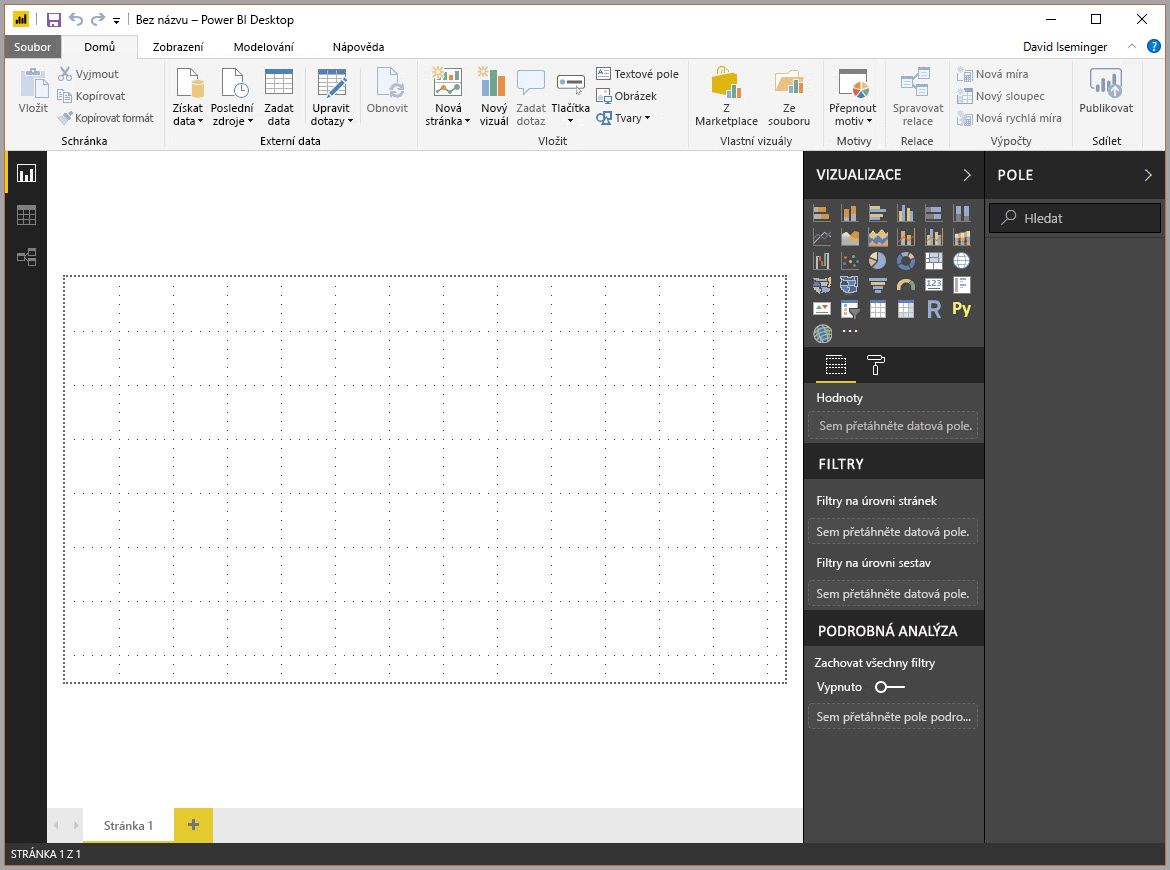 Bez názvu – Power BI Desktop
Soubor
Domů
Zobrazení
Modelování
Nápověda
David Iseminger
?
Vložit
Vyjmout
Kopírovat
Kopírovat formát
Schránka
Získat
data
Poslední
zdroje
Zadat
data
Upravit
dotazy
Obnovit
Externí data
Nová
stránka
Nový
vizuál
Zadat
dotaz
Tlačítka
Textové pole
Obrázek
Tvary
Vložit
Z
Marketplace
Ze
souboru
Vlastní vizuály
Přepnout
motiv
Motivy
Spravovat
relace
Relace
Nová míra
Nový sloupec
Nová rychlá míra
Výpočty
Publikovat
Sdílet
VIZUALIZACE
123
R
Py
Hodnoty
Sem přetáhněte datová pole.
FILTRY
Filtry na úrovni stránek
Sem přetáhněte datová pole.
Filtry na úrovni sestav
Sem přetáhněte datová pole.
PODROBNÁ ANALÝZA
Zachovat všechny filtry
Vypnuto
Sem přetáhněte pole podro...
POLE
Hledat
Stránka 1
STRÁNKA 1 Z 1